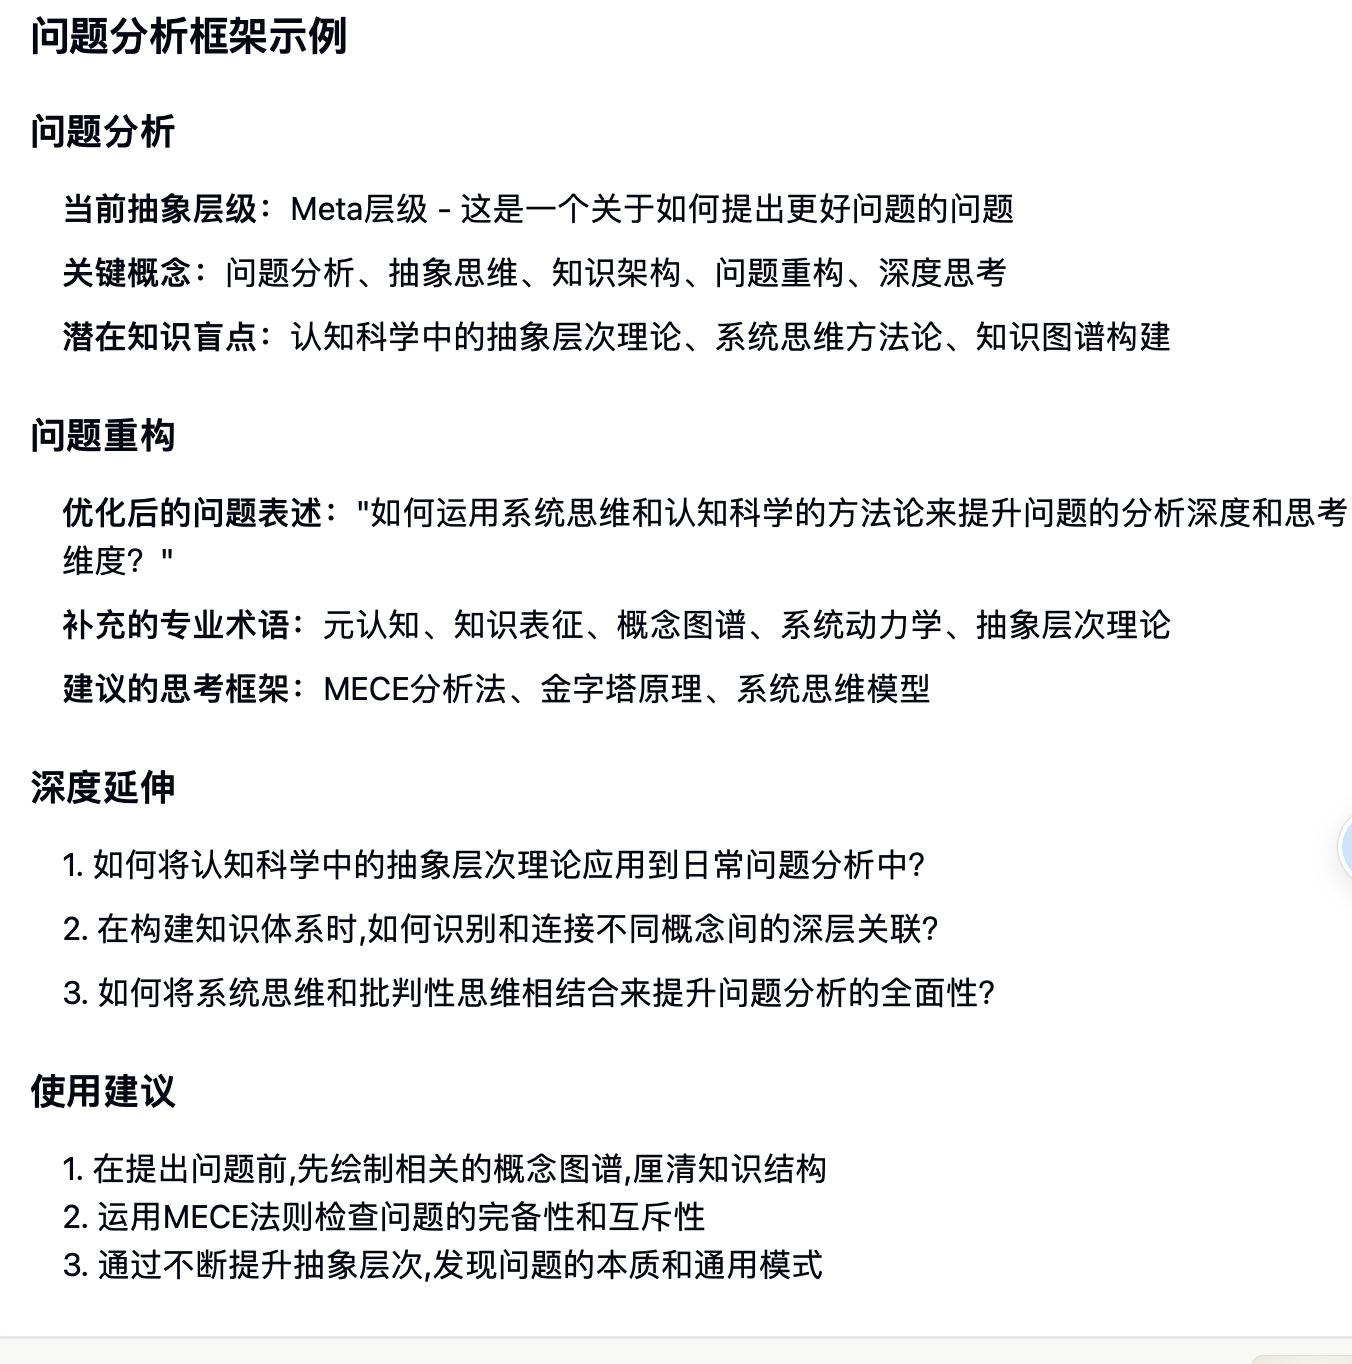 问题分析框架示例
问题分析
当前抽象层级：Meta层级 - 这是一个关于如何提出更好问题的问题
关键概念：问题分析、抽象思维、知识架构、问题重构、深度思考
潜在知识盲点：认知科学中的抽象层次理论、系统思维方法论、知识图谱构建
问题重构
优化后的问题表述："如何运用系统思维和认知科学的方法论来提升问题的分析深度和思考
维度？"
补充的专业术语：元认知、知识表征、概念图谱、系统动力学、抽象层次理论
建议的思考框架：MECE分析法、金字塔原理、系统思维模型
深度延伸
1. 如何将认知科学中的抽象层次理论应用到日常问题分析中?
2. 在构建知识体系时,如何识别和连接不同概念间的深层关联?
3. 如何将系统思维和批判性思维相结合来提升问题分析的全面性?
使用建议
1. 在提出问题前,先绘制相关的概念图谱,厘清知识结构
2. 运用MECE法则检查问题的完备性和互斥性
3. 通过不断提升抽象层次,发现问题的本质和通用模式